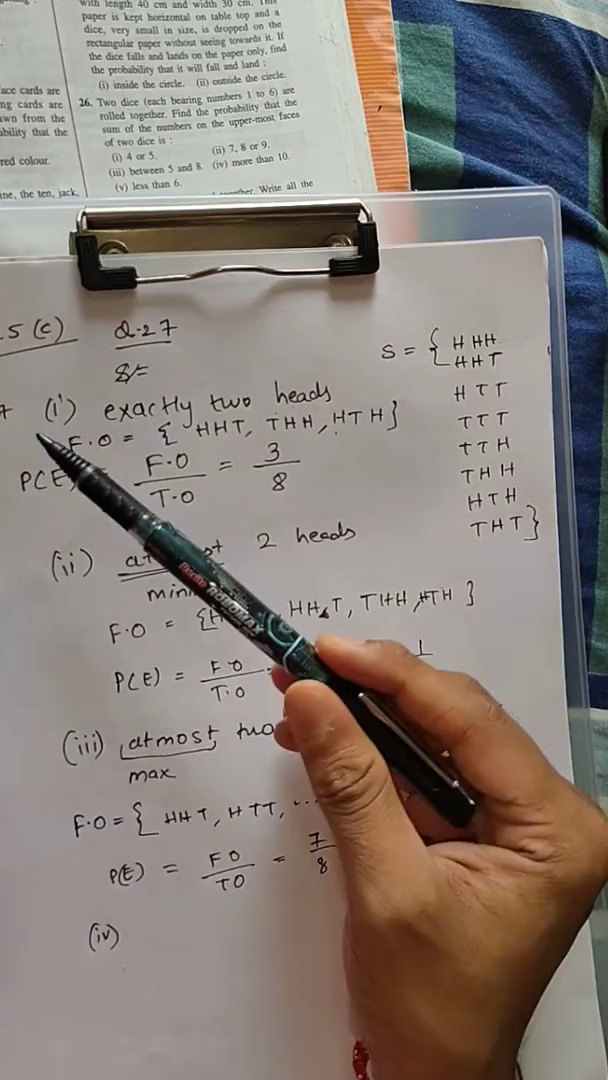 with length 40 cm and width 30 cm. This
paper is kept horizontal on table top and a
dice, very small in size, is dropped on the
rectangular paper without seeing towards it. If
the dice falls and lands on the paper only, find
the probability that it will fall and land :
(i) inside the circle. (ii) outside the circle.
26. Two dice (each bearing numbers 1 to 6) are
rolled together. Find the probability that the
sum of the numbers on the upper-most faces
of two dice is :
(i) 4 or 5. (ii) 7, 8 or 9.
(iii) between 5 and 8. (iv) more than 10.
(v) less than 6.
Write all the
ace cards are
ng cards are
wn from the
ability that the
red colour.
ine, the ten, jack,
5 (c) Q-27
S = { HHH
HHT
HTT
TTT
TTH
THH
HTH
THT }
(i) exactly two heads
F.O = { HHT, THH, HTH }
F.O / T.O = 3 / 8
(ii) 2 heads
F.O = { HHT, THH, HTH }
P(E) = F.O / T.O
(iii) atmost two
max
F.O = { HHT, HTT, ...
P(E) = FO / TO = 7 / 8
(iv)